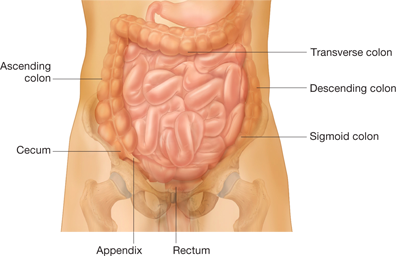 Transverse colon
Ascending
colon
Descending colon
Sigmoid colon
Cecum
Appendix
Rectum